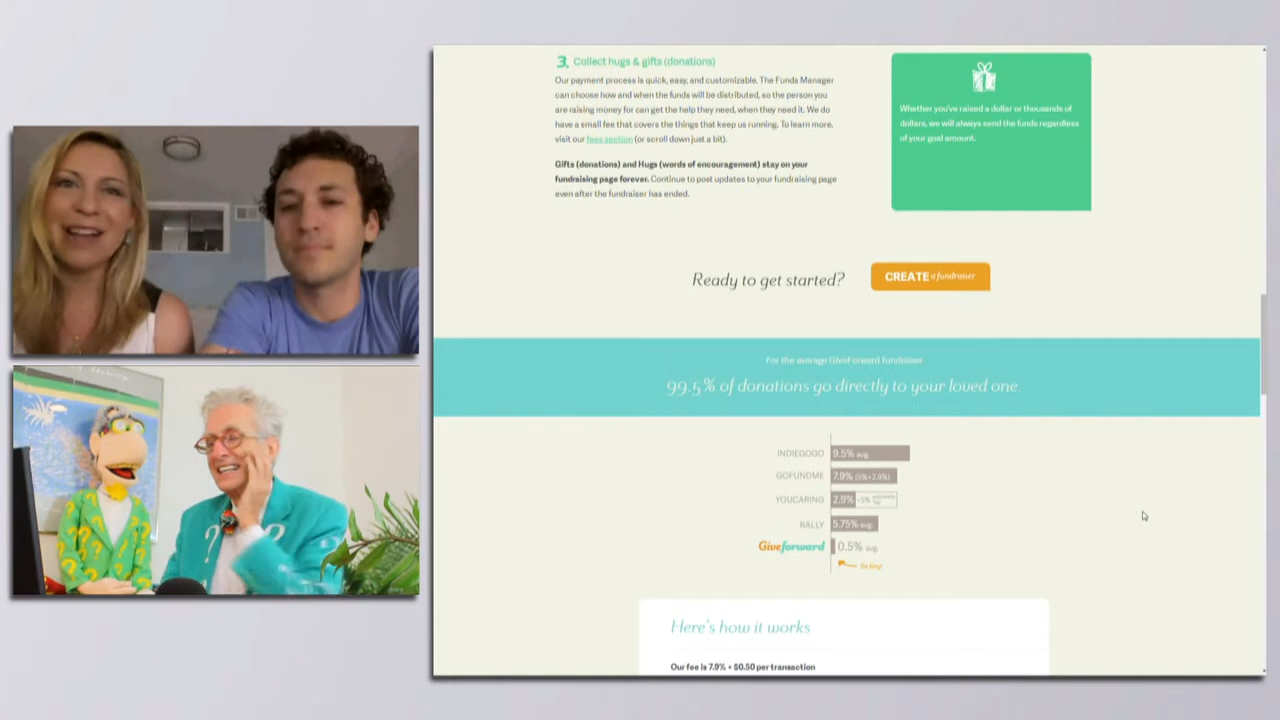 3. Collect hugs & gifts (donations)
Our payment process is quick, easy, and customizable. The Funds Manager
can choose how and when the funds will be distributed, so the person you
are raising money for can get the help they need, when they need it. We do
have a small fee that covers the things that keep us running. To learn more,
visit our fees section (or scroll down just a bit).
Gifts (donations) and Hugs (words of encouragement) stay on your
fundraising page forever. Continue to post updates to your fundraising page
even after the fundraiser has ended.
Whether you've raised a dollar or thousands of
dollars, we will always send the funds regardless
of your goal amount.
Ready to get started?
CREATE a fundraiser
For the average GiveForward fundraiser
99.5% of donations go directly to your loved one.
INDIEGOGO 9.5% avg.
GOFUNDME 7.9% (5%+2.9%)
YOUCARING 2.9% +5%
RALLY 5.75% avg.
Giveforward 0.5% avg.
So tiny!
Here's how it works
Our fee is 7.9% + $0.50 per transaction